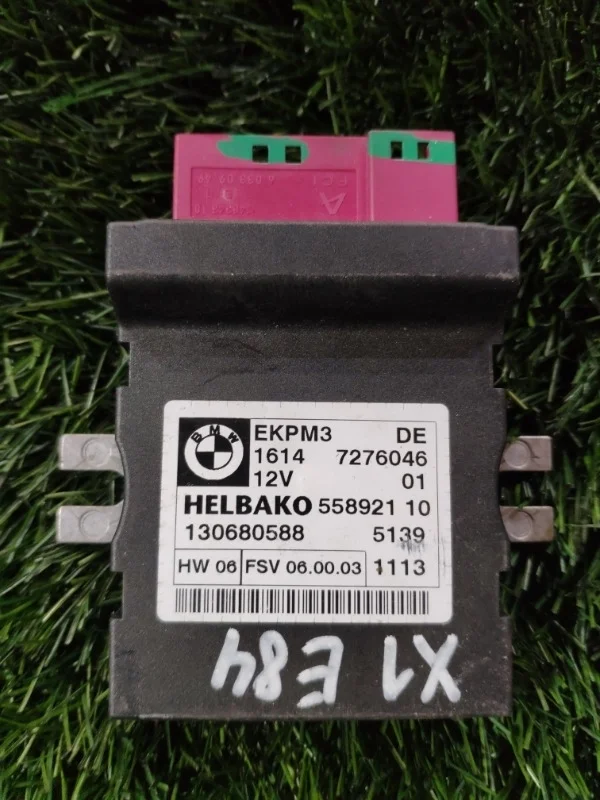 BMW
EKPM3 DE
1614 7276046
12V 01
HELBAKO 558921 10
130680588 5139
HW 06 FSV 06.00.03 1113
X1 E84
A
FCI